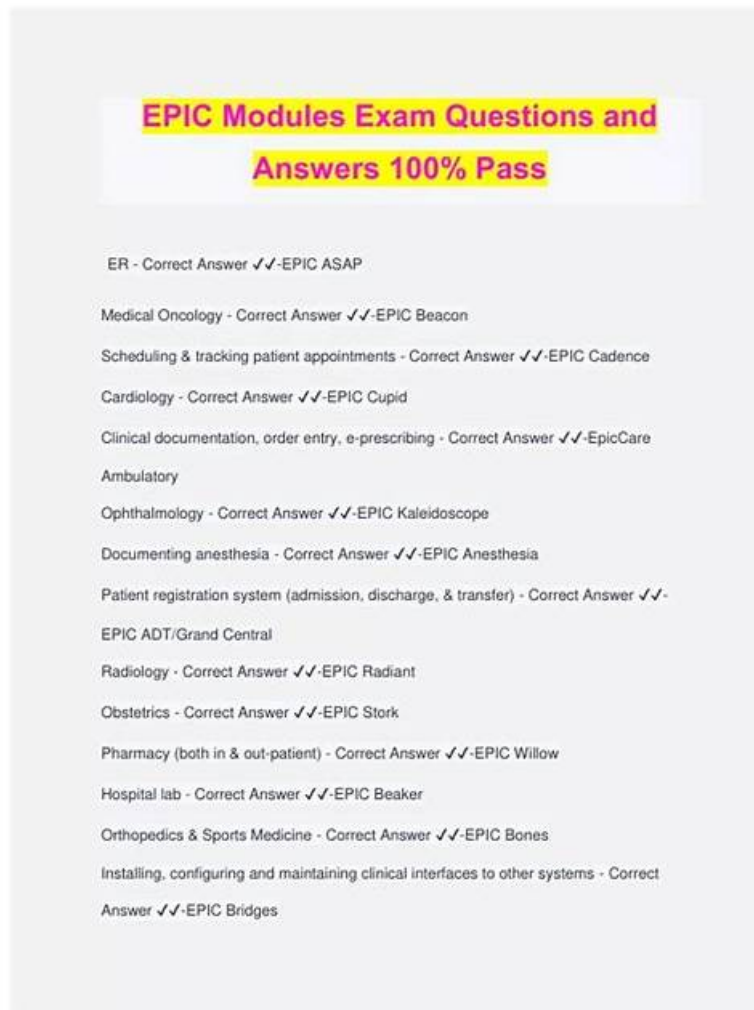 EPIC Modules Exam Questions and
Answers 100% Pass
ER - Correct Answer ✓✓-EPIC ASAP
Medical Oncology - Correct Answer ✓✓-EPIC Beacon
Scheduling & tracking patient appointments - Correct Answer ✓✓-EPIC Cadence
Cardiology - Correct Answer ✓✓-EPIC Cupid
Clinical documentation, order entry, e-prescribing - Correct Answer ✓✓-EpicCare
Ambulatory
Ophthalmology - Correct Answer ✓✓-EPIC Kaleidoscope
Documenting anesthesia - Correct Answer ✓✓-EPIC Anesthesia
Patient registration system (admission, discharge, & transfer) - Correct Answer ✓✓-
EPIC ADT/Grand Central
Radiology - Correct Answer ✓✓-EPIC Radiant
Obstetrics - Correct Answer ✓✓-EPIC Stork
Pharmacy (both in & out-patient) - Correct Answer ✓✓-EPIC Willow
Hospital lab - Correct Answer ✓✓-EPIC Beaker
Orthopedics & Sports Medicine - Correct Answer ✓✓-EPIC Bones
Installing, configuring and maintaining clinical interfaces to other systems - Correct
Answer ✓✓-EPIC Bridges